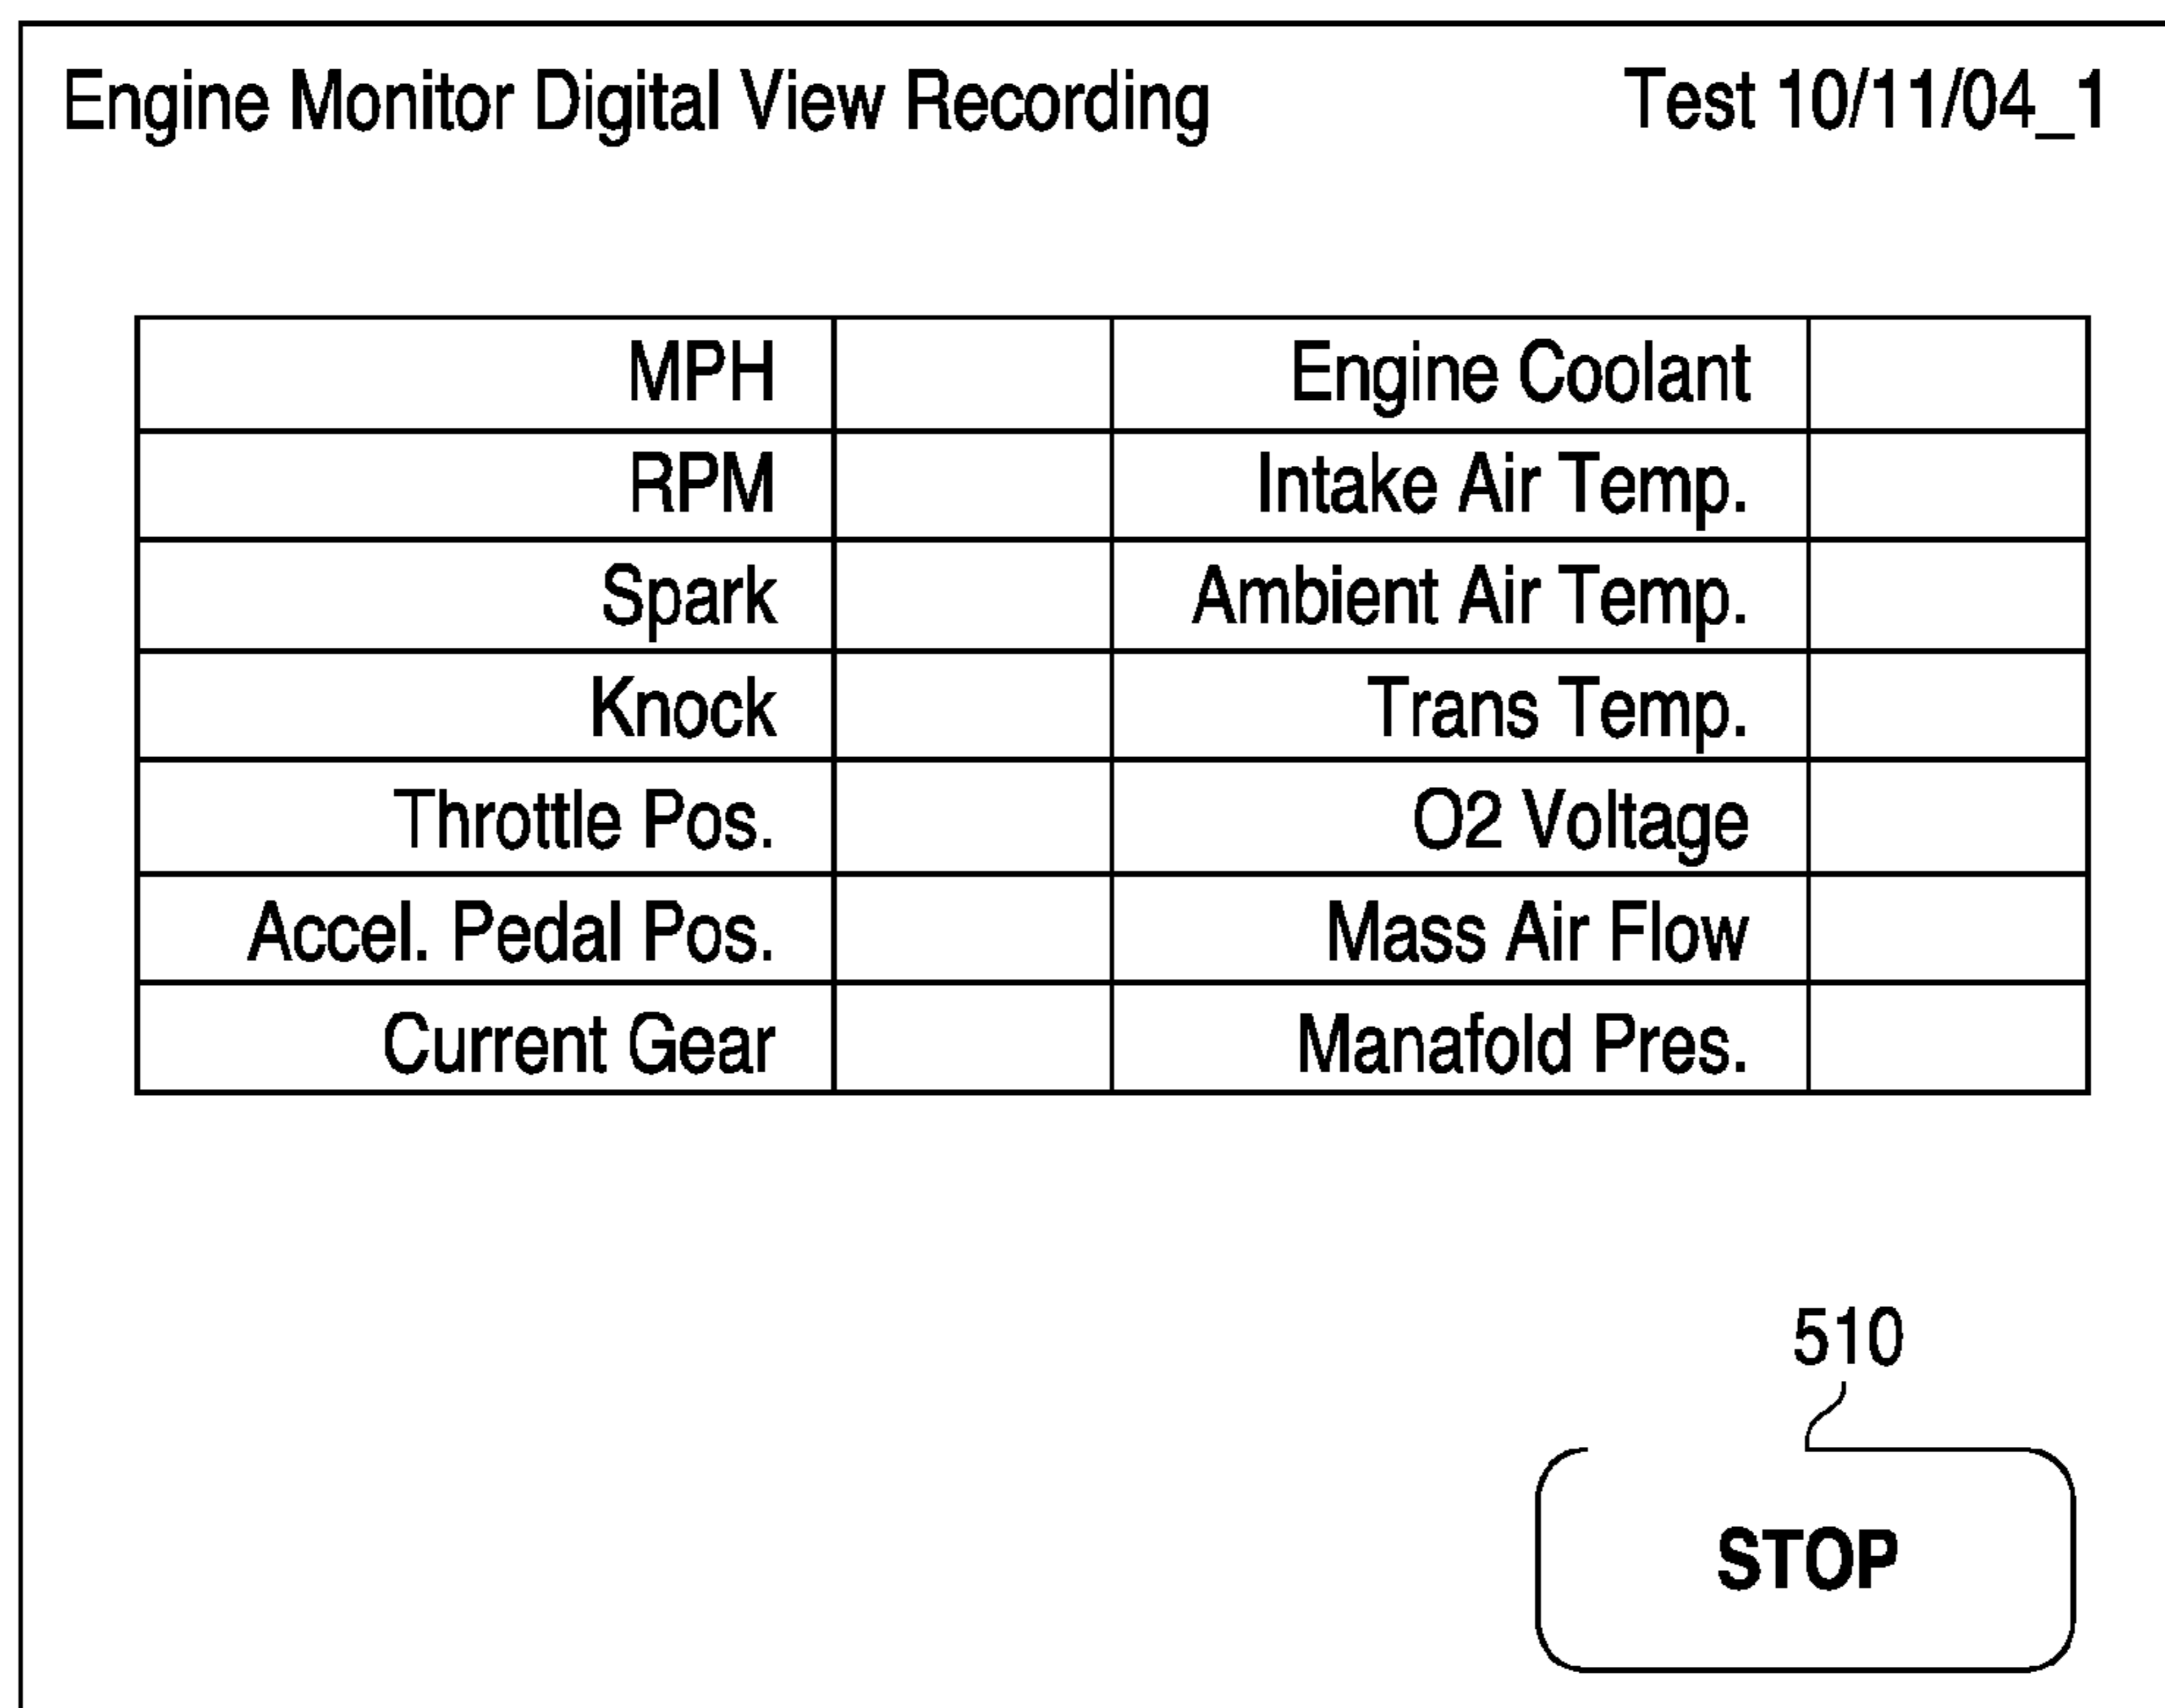 Engine Monitor Digital View Recording Test 10/11/04_1
MPH Engine Coolant
RPM Intake Air Temp.
Spark Ambient Air Temp.
Knock Trans Temp.
Throttle Pos. O2 Voltage
Accel. Pedal Pos. Mass Air Flow
Current Gear Manafold Pres.
510
STOP